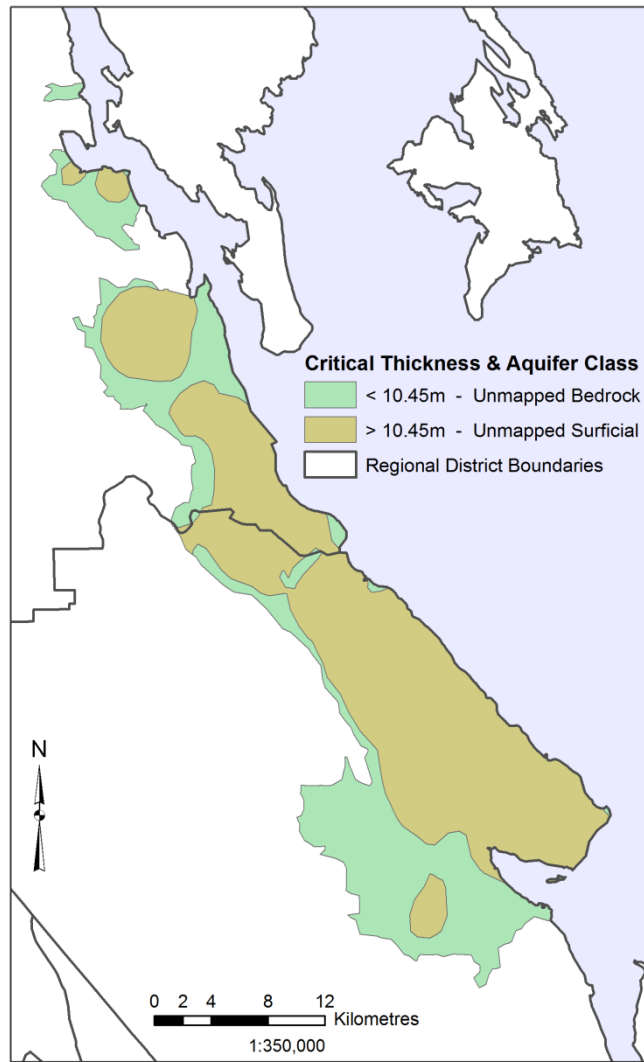 Critical Thickness & Aquifer Class
< 10.45m - Unmapped Bedrock
> 10.45m - Unmapped Surficial
Regional District Boundaries
N
0 2 4 8 12
Kilometres
1:350,000